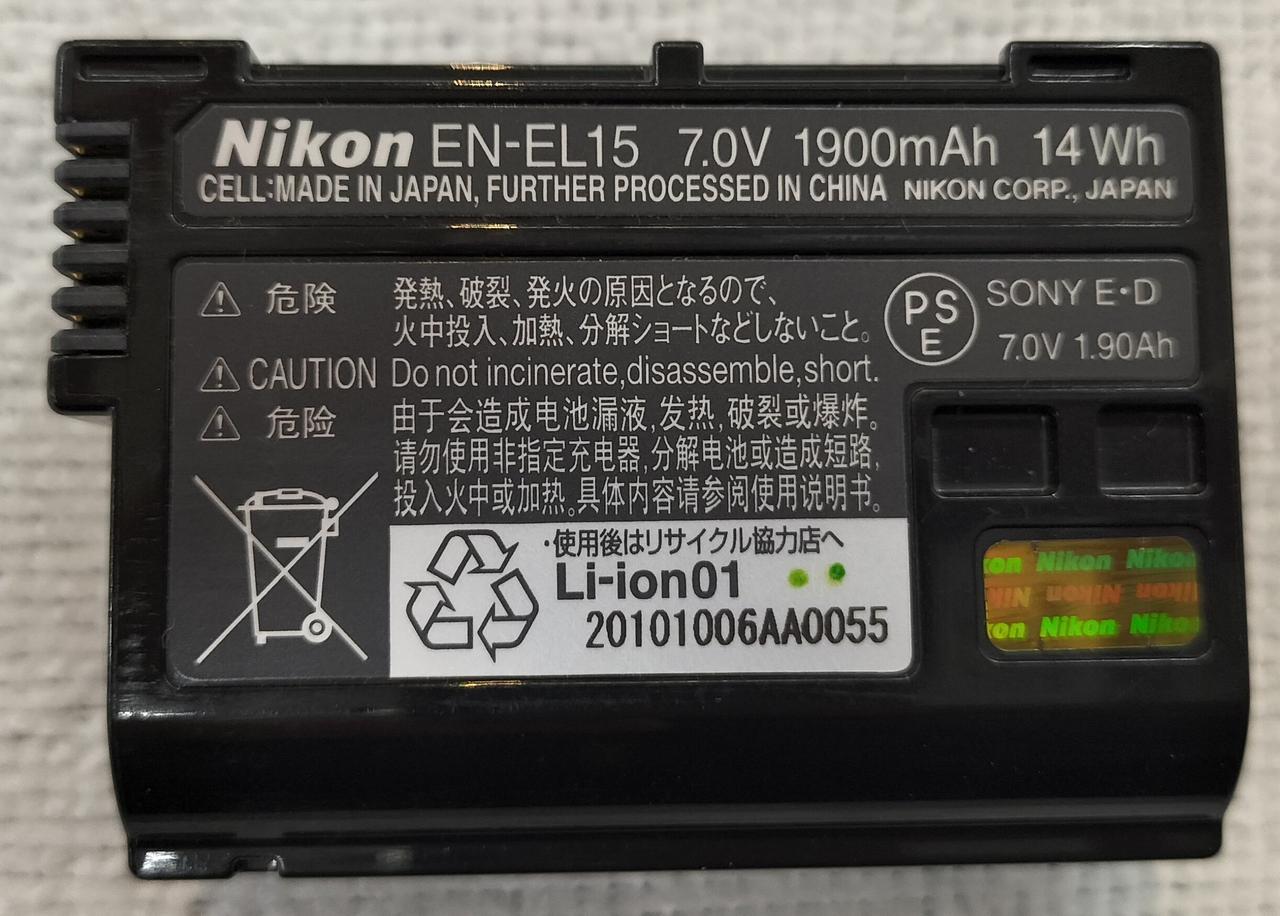 Nikon EN-EL15 7.0V 1900mAh 14Wh
CELL:MADE IN JAPAN, FURTHER PROCESSED IN CHINA NIKON CORP., JAPAN
危険
発熱、破裂、発火の原因となるので、
火中投入、加熱、分解ショートなどしないこと。
PS
E
SONY E・D
7.0V 1.90Ah
CAUTION Do not incinerate,disassemble,short.
危险
由于会造成电池漏液,发热,破裂或爆炸。
请勿使用非指定充电器,分解电池或造成短路,
投入火中或加热。具体内容请参阅使用说明书。
・使用後はリサイクル協力店へ
Li-ion01
20101006AA0055
kon Nikon Nikon
Nikon Nikon
kon Nikon Nikon